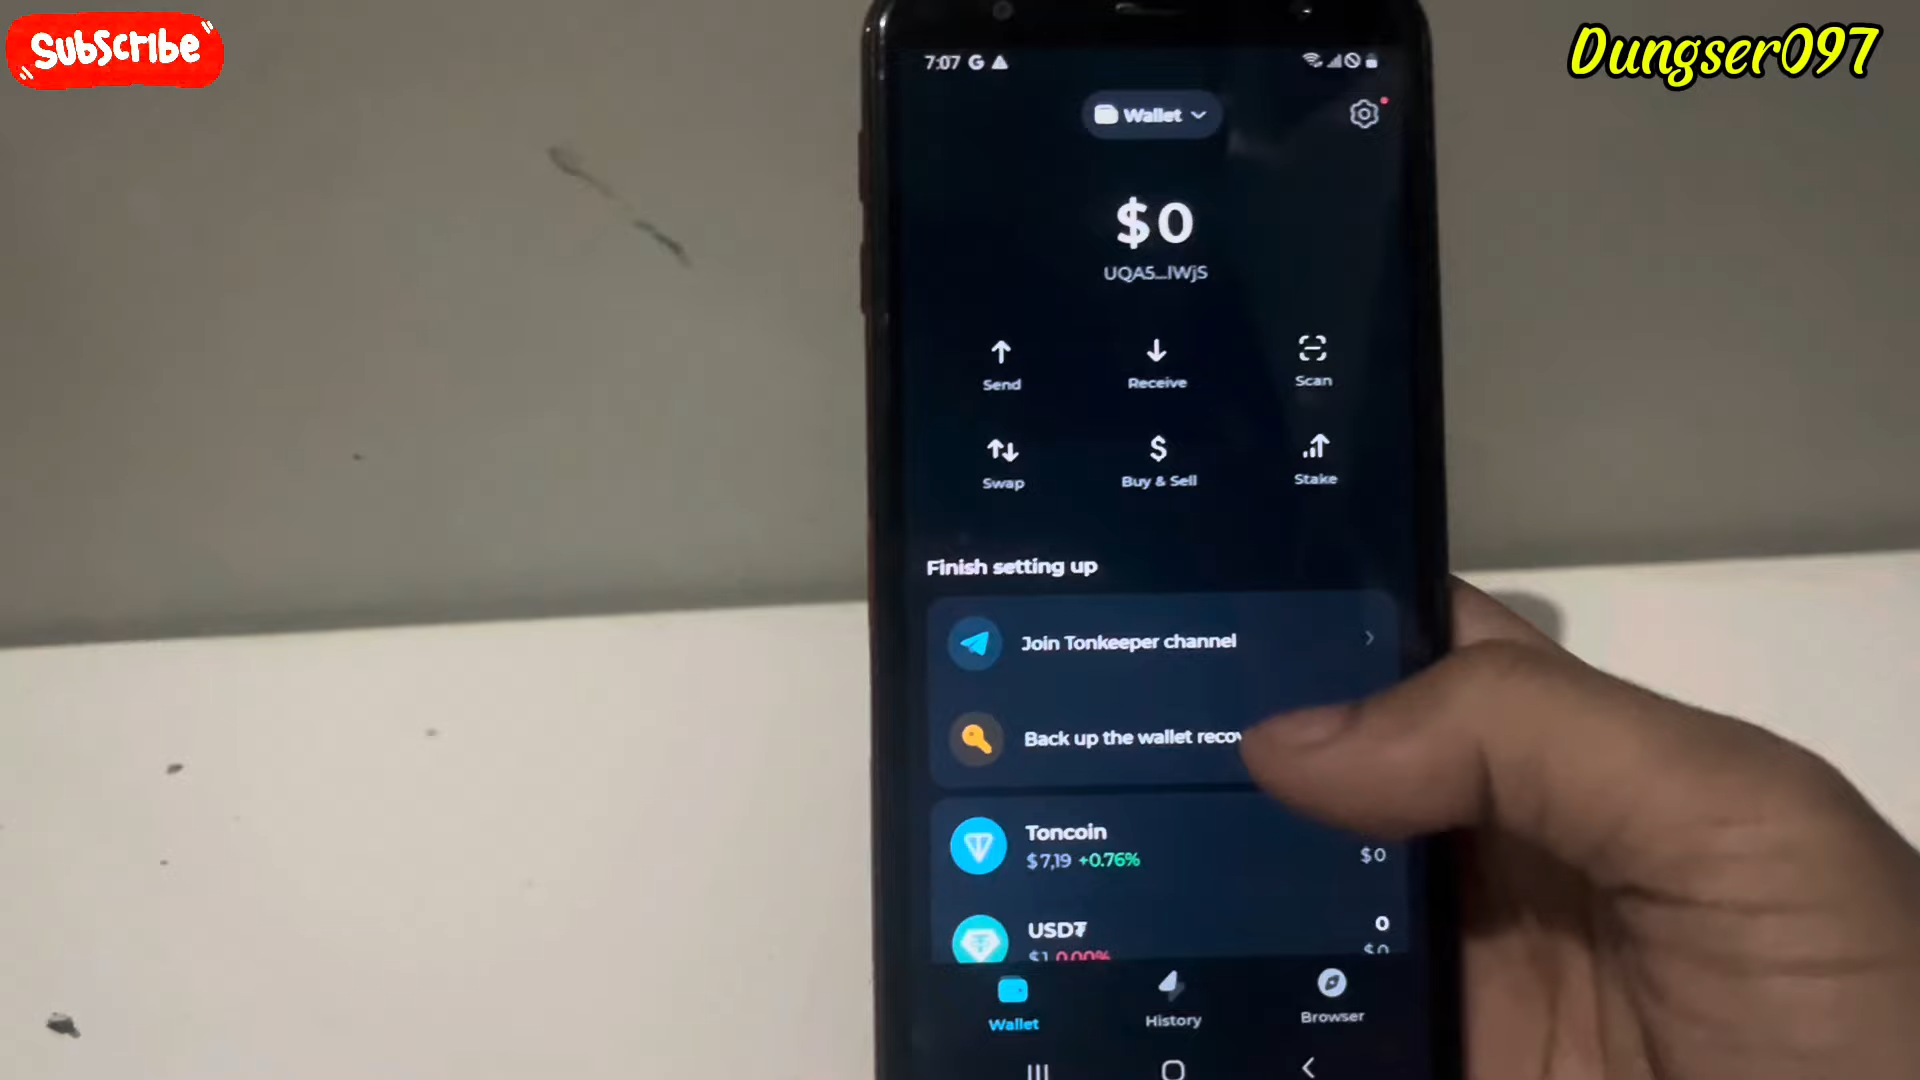 Subscribe
Dungser097
7:07 G
Wallet
$0
UQA5...IWjS
Send
Receive
Scan
Swap
Buy & Sell
Stake
Finish setting up
Join Tonkeeper channel
Back up the wallet
Toncoin
$7,19 +0.76%
$0
USD₮
0
$1 0.00%
$0
Wallet
History
Browser